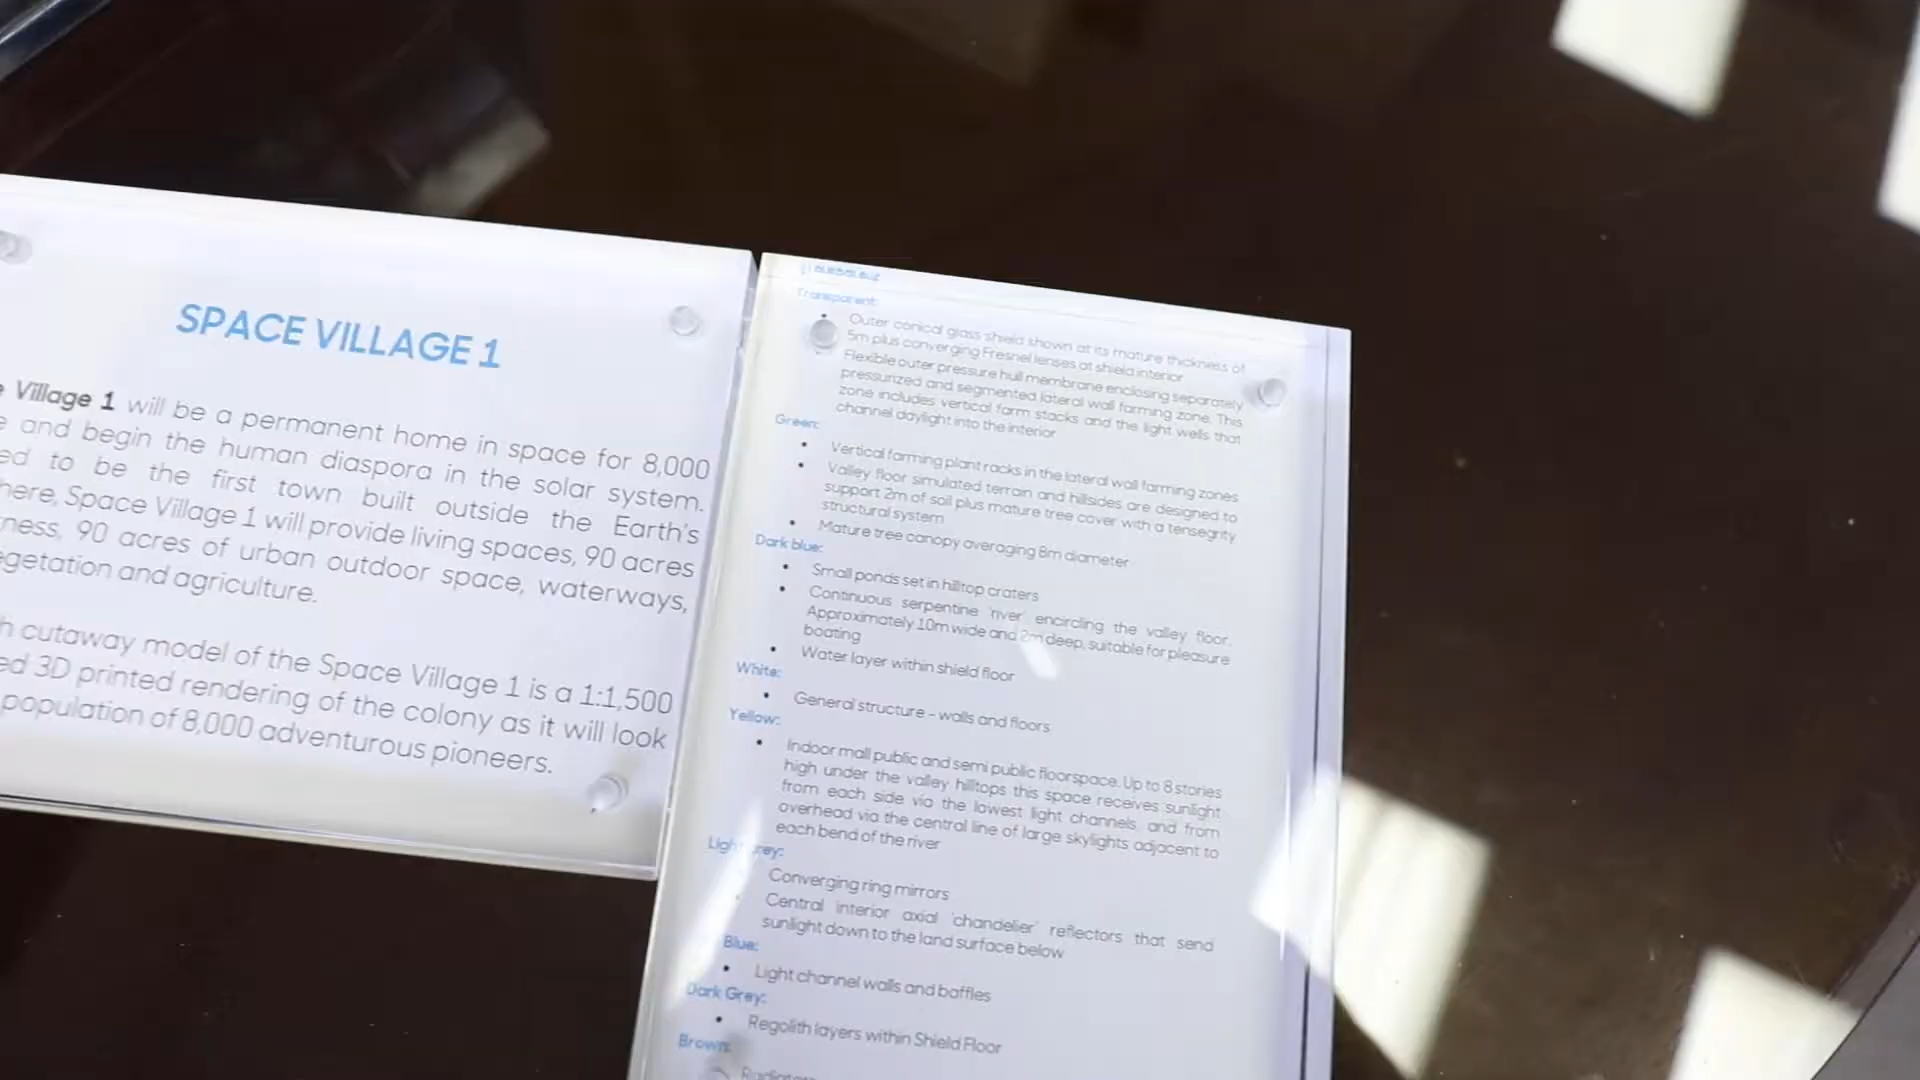 SPACE VILLAGE 1
Village 1 will be a permanent home in space for 8,000
and begin the human diaspora in the solar system.
to be the first town built outside the Earth's
here, Space Village 1 will provide living spaces, 90 acres
90 acres of urban outdoor space, waterways,
and agriculture.
cutaway model of the Space Village 1 is a 1:1,500
3D printed rendering of the colony as it will look
population of 8,000 adventurous pioneers.
Transparent:
• Outer conical glass shield shown at its mature thickness of
5m plus converging Fresnel lenses at shield interior
Flexible outer pressure hull membrane enclosing separately
pressurized and segmented lateral wall farming zone. This
zone includes vertical farm stacks and the light wells that
channel daylight into the interior
Green:
• Vertical farming plant racks in the lateral wall farming zones
• Valley floor simulated terrain and hillsides are designed to
support 2m of soil plus mature tree cover with a tensegrity
structural system
• Mature tree canopy averaging 8m diameter
Dark blue:
• Small ponds set in hilltop craters
• Continuous serpentine 'river' encircling the valley floor.
Approximately 10m wide and 2m deep, suitable for pleasure
boating
• Water layer within shield floor
White:
• General structure – walls and floors
Yellow:
• Indoor mall public and semi public floorspace. Up to 8 stories
high under the valley hilltops this space receives sunlight
from each side via the lowest light channels, and from
overhead via the central line of large skylights adjacent to
each bend of the river
Light Grey:
Converging ring mirrors
Central interior axial 'chandelier' reflectors that send
sunlight down to the land surface below
Blue:
• Light channel walls and baffles
Dark Grey:
• Regolith layers within Shield Floor
Brown: